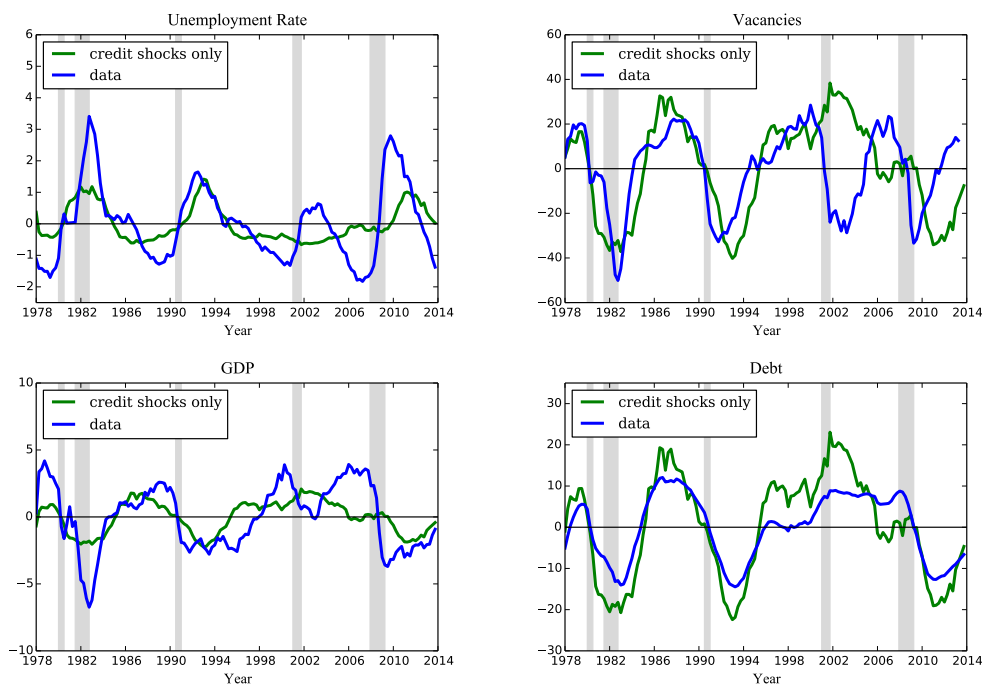 Unemployment Rate
6
5
4
3
2
1
0
−1
−2
credit shocks only
data
1978 1982 1986 1990 1994 1998 2002 2006 2010 2014
Year
Vacancies
60
40
20
0
−20
−40
−60
credit shocks only
data
1978 1982 1986 1990 1994 1998 2002 2006 2010 2014
Year
GDP
10
5
0
−5
−10
credit shocks only
data
1978 1982 1986 1990 1994 1998 2002 2006 2010 2014
Year
Debt
30
20
10
0
−10
−20
−30
credit shocks only
data
1978 1982 1986 1990 1994 1998 2002 2006 2010 2014
Year